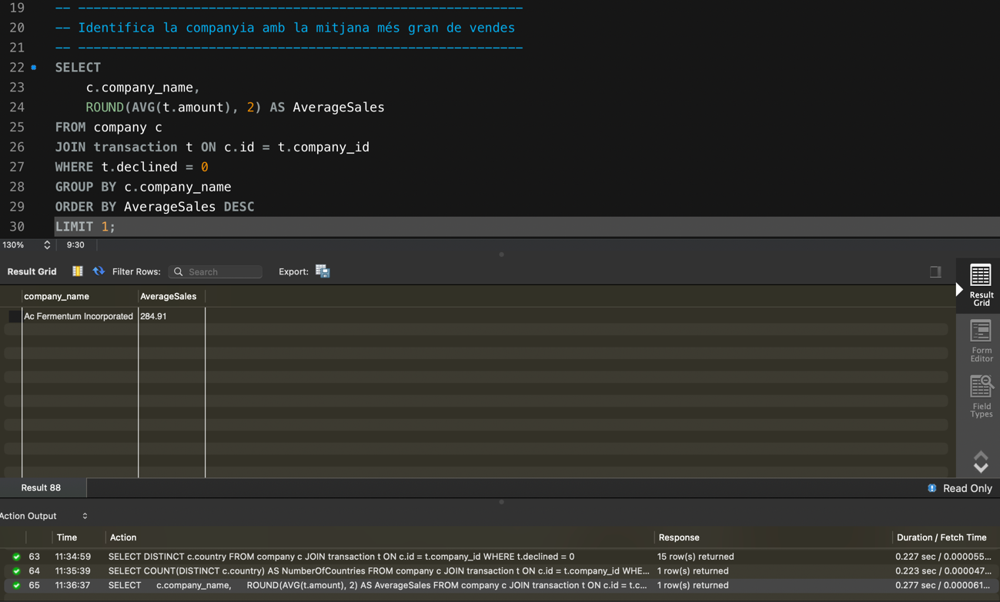 19 -- ----------------------------------------------------------
20 -- Identifica la companyia amb la mitjana més gran de vendes
21 -- ----------------------------------------------------------
22 SELECT
23 c.company_name,
24 ROUND(AVG(t.amount), 2) AS AverageSales
25 FROM company c
26 JOIN transaction t ON c.id = t.company_id
27 WHERE t.declined = 0
28 GROUP BY c.company_name
29 ORDER BY AverageSales DESC
30 LIMIT 1;
130% 9:30
Result Grid Filter Rows: Search Export:
Result Grid
Form Editor
Field Types
company_name AverageSales
Ac Fermentum Incorporated 284.91
Result 88 Read Only
Action Output
Time Action Response Duration / Fetch Time
63 11:34:59 SELECT DISTINCT c.country FROM company c JOIN transaction t ON c.id = t.company_id WHERE t.declined = 0 15 row(s) returned 0.227 sec / 0.000055...
64 11:35:39 SELECT COUNT(DISTINCT c.country) AS NumberOfCountries FROM company c JOIN transaction t ON c.id = t.company_id WHE... 1 row(s) returned 0.223 sec / 0.000047...
65 11:36:37 SELECT c.company_name, ROUND(AVG(t.amount), 2) AS AverageSales FROM company c JOIN transaction t ON c.id = t.c... 1 row(s) returned 0.277 sec / 0.000061...